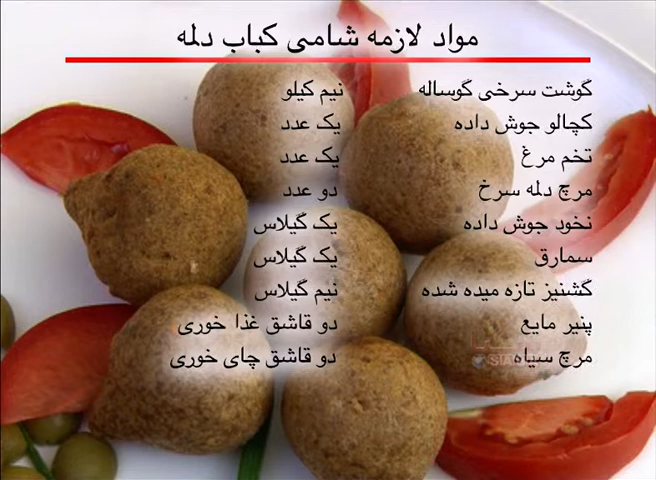 مواد لازمه شامی کباب دلمه
گوشت سرخی گوساله نیم کیلو
کچالو جوش داده یک عدد
تخم مرغ یک عدد
مرچ دلمه سرخ دو عدد
نخود جوش داده یک گیلاس
سمارق یک گیلاس
گشنیز تازه میده شده نیم گیلاس
پنیر مایع دو قاشق غذا خوری
مرچ سیاه دو قاشق چای خوری